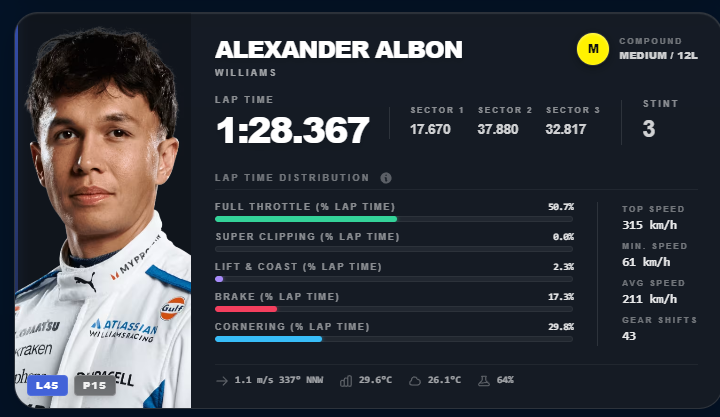 ALEXANDER ALBON
WILLIAMS
M
COMPOUND
MEDIUM / 12L
LAP TIME
1:28.367
SECTOR 1
17.670
SECTOR 2
37.880
SECTOR 3
32.817
STINT
3
LAP TIME DISTRIBUTION i
FULL THROTTLE (% LAP TIME) 50.7%
SUPER CLIPPING (% LAP TIME) 0.0%
LIFT & COAST (% LAP TIME) 2.3%
BRAKE (% LAP TIME) 17.3%
CORNERING (% LAP TIME) 29.8%
TOP SPEED
315 km/h
MIN. SPEED
61 km/h
AVG SPEED
211 km/h
GEAR SHIFTS
43
1.1 m/s 337° NNW 29.6°C 26.1°C 64%
Gulf
KOMATSU
ATLASSIAN
WILLIAMSRACING
kraken
DURACELL
L45 P15